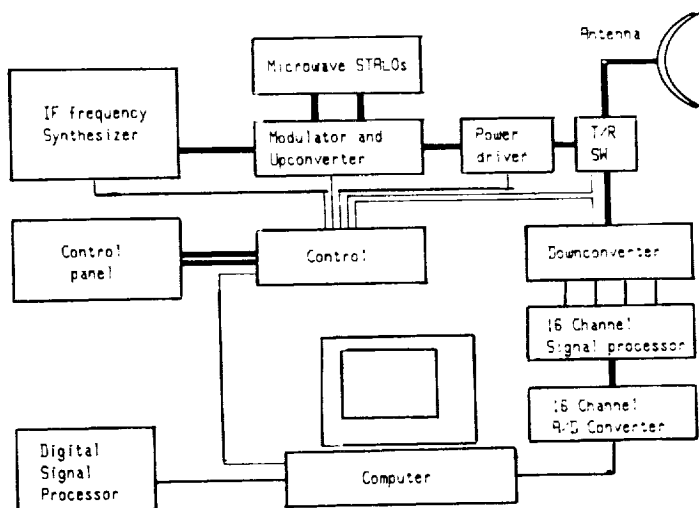 Antenna
Microwave STALOs
IF frequency
Synthesizer
Modulator and
Upconverter
Power
driver
T/R
SW
Control
panel
Control
Downconverter
16 Channel
Signal processor
16 Channel
A/D Converter
Digital
Signal
Processor
Computer